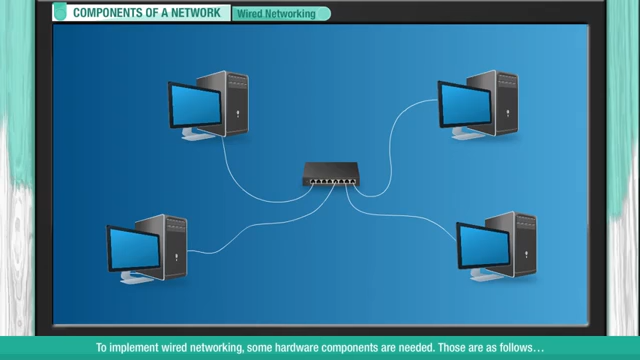 COMPONENTS OF A NETWORK
Wired Networking
To implement wired networking, some hardware components are needed. Those are as follows…